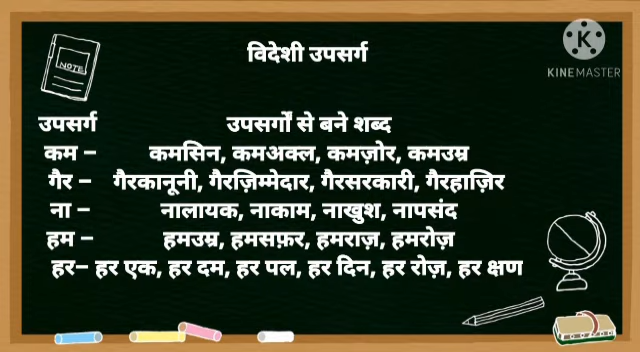 विदेशी उपसर्ग
K
KINEMASTER
NOTE
उपसर्ग उपसर्गों से बने शब्द
कम – कमसिन, कमअक्ल, कमज़ोर, कमउम्र
गैर – गैरकानूनी, गैरज़िम्मेदार, गैरसरकारी, गैरहाज़िर
ना – नालायक, नाकाम, नाखुश, नापसंद
हम – हमउम्र, हमसफ़र, हमराज़, हमरोज़
हर– हर एक, हर दम, हर पल, हर दिन, हर रोज़, हर क्षण